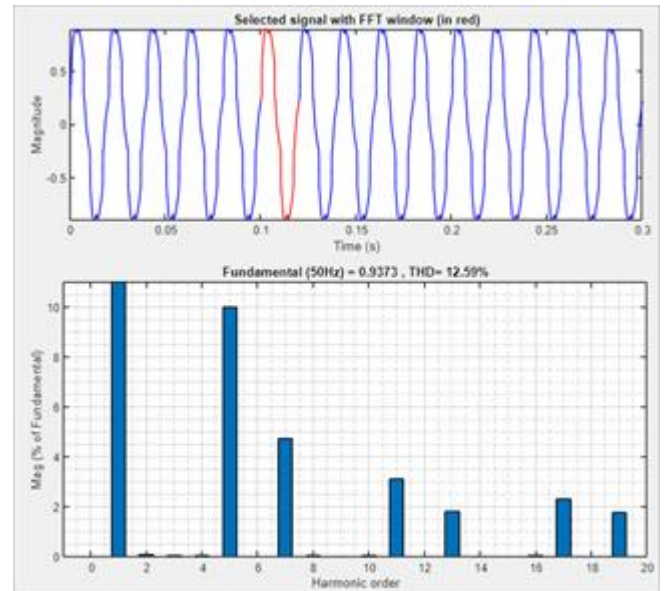 Selected signal with FFT window (in red)
0.5
0
-0.5
Magnitude
0 0.05 0.1 0.15 0.2 0.25 0.3
Time (s)
Fundamental (50Hz) = 0.9373 , THD= 12.59%
10
8
6
4
2
0
Mag (% of Fundamental)
0 2 4 6 8 10 12 14 16 18 20
Harmonic order